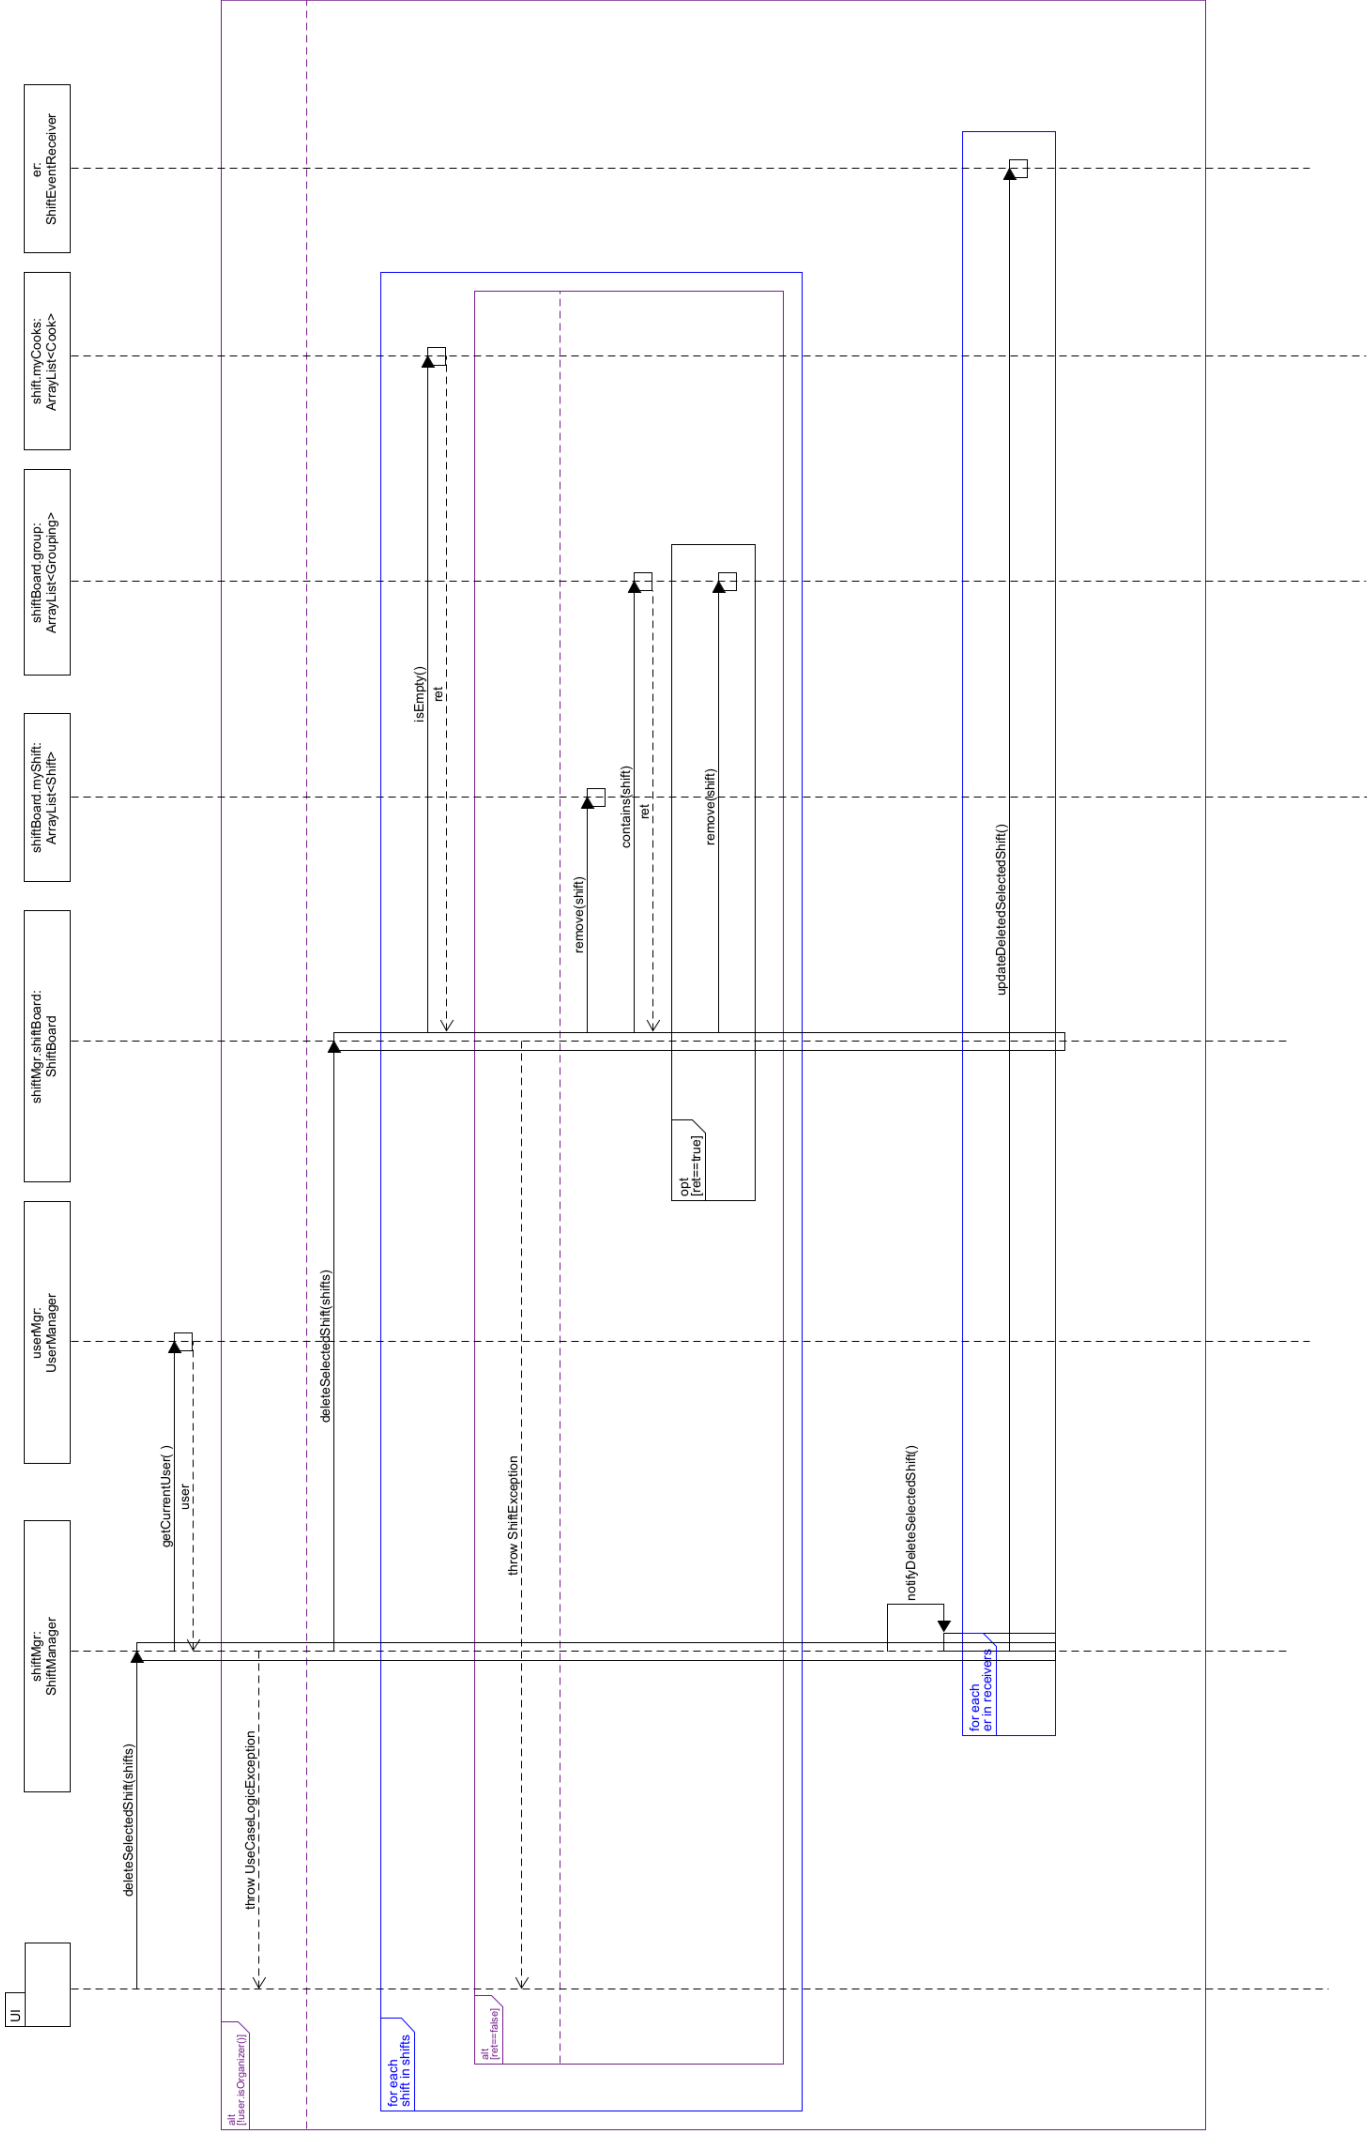 UI
shiftMgr:
ShiftManager
userMgr:
UserManager
shiftMgr.shiftBoard:
ShiftBoard
shiftBoard.myShift:
ArrayList<Shift>
shiftBoard.group:
ArrayList<Grouping>
shift.myCooks:
ArrayList<Cook>
er:
ShiftEventReceiver
deleteSelectedShift(shifts)
getCurrentUser( )
user
alt
[!user.isOrganizer()]
throw UseCaseLogicException
deleteSelectedShift(shifts)
for each
shift in shifts
isEmpty()
ret
alt
[ret==false]
throw ShiftException
remove(shift)
contains(shift)
ret
opt
[ret==true]
remove(shift)
notifyDeleteSelectedShift()
for each
er in receivers
updateDeletedSelectedShift()